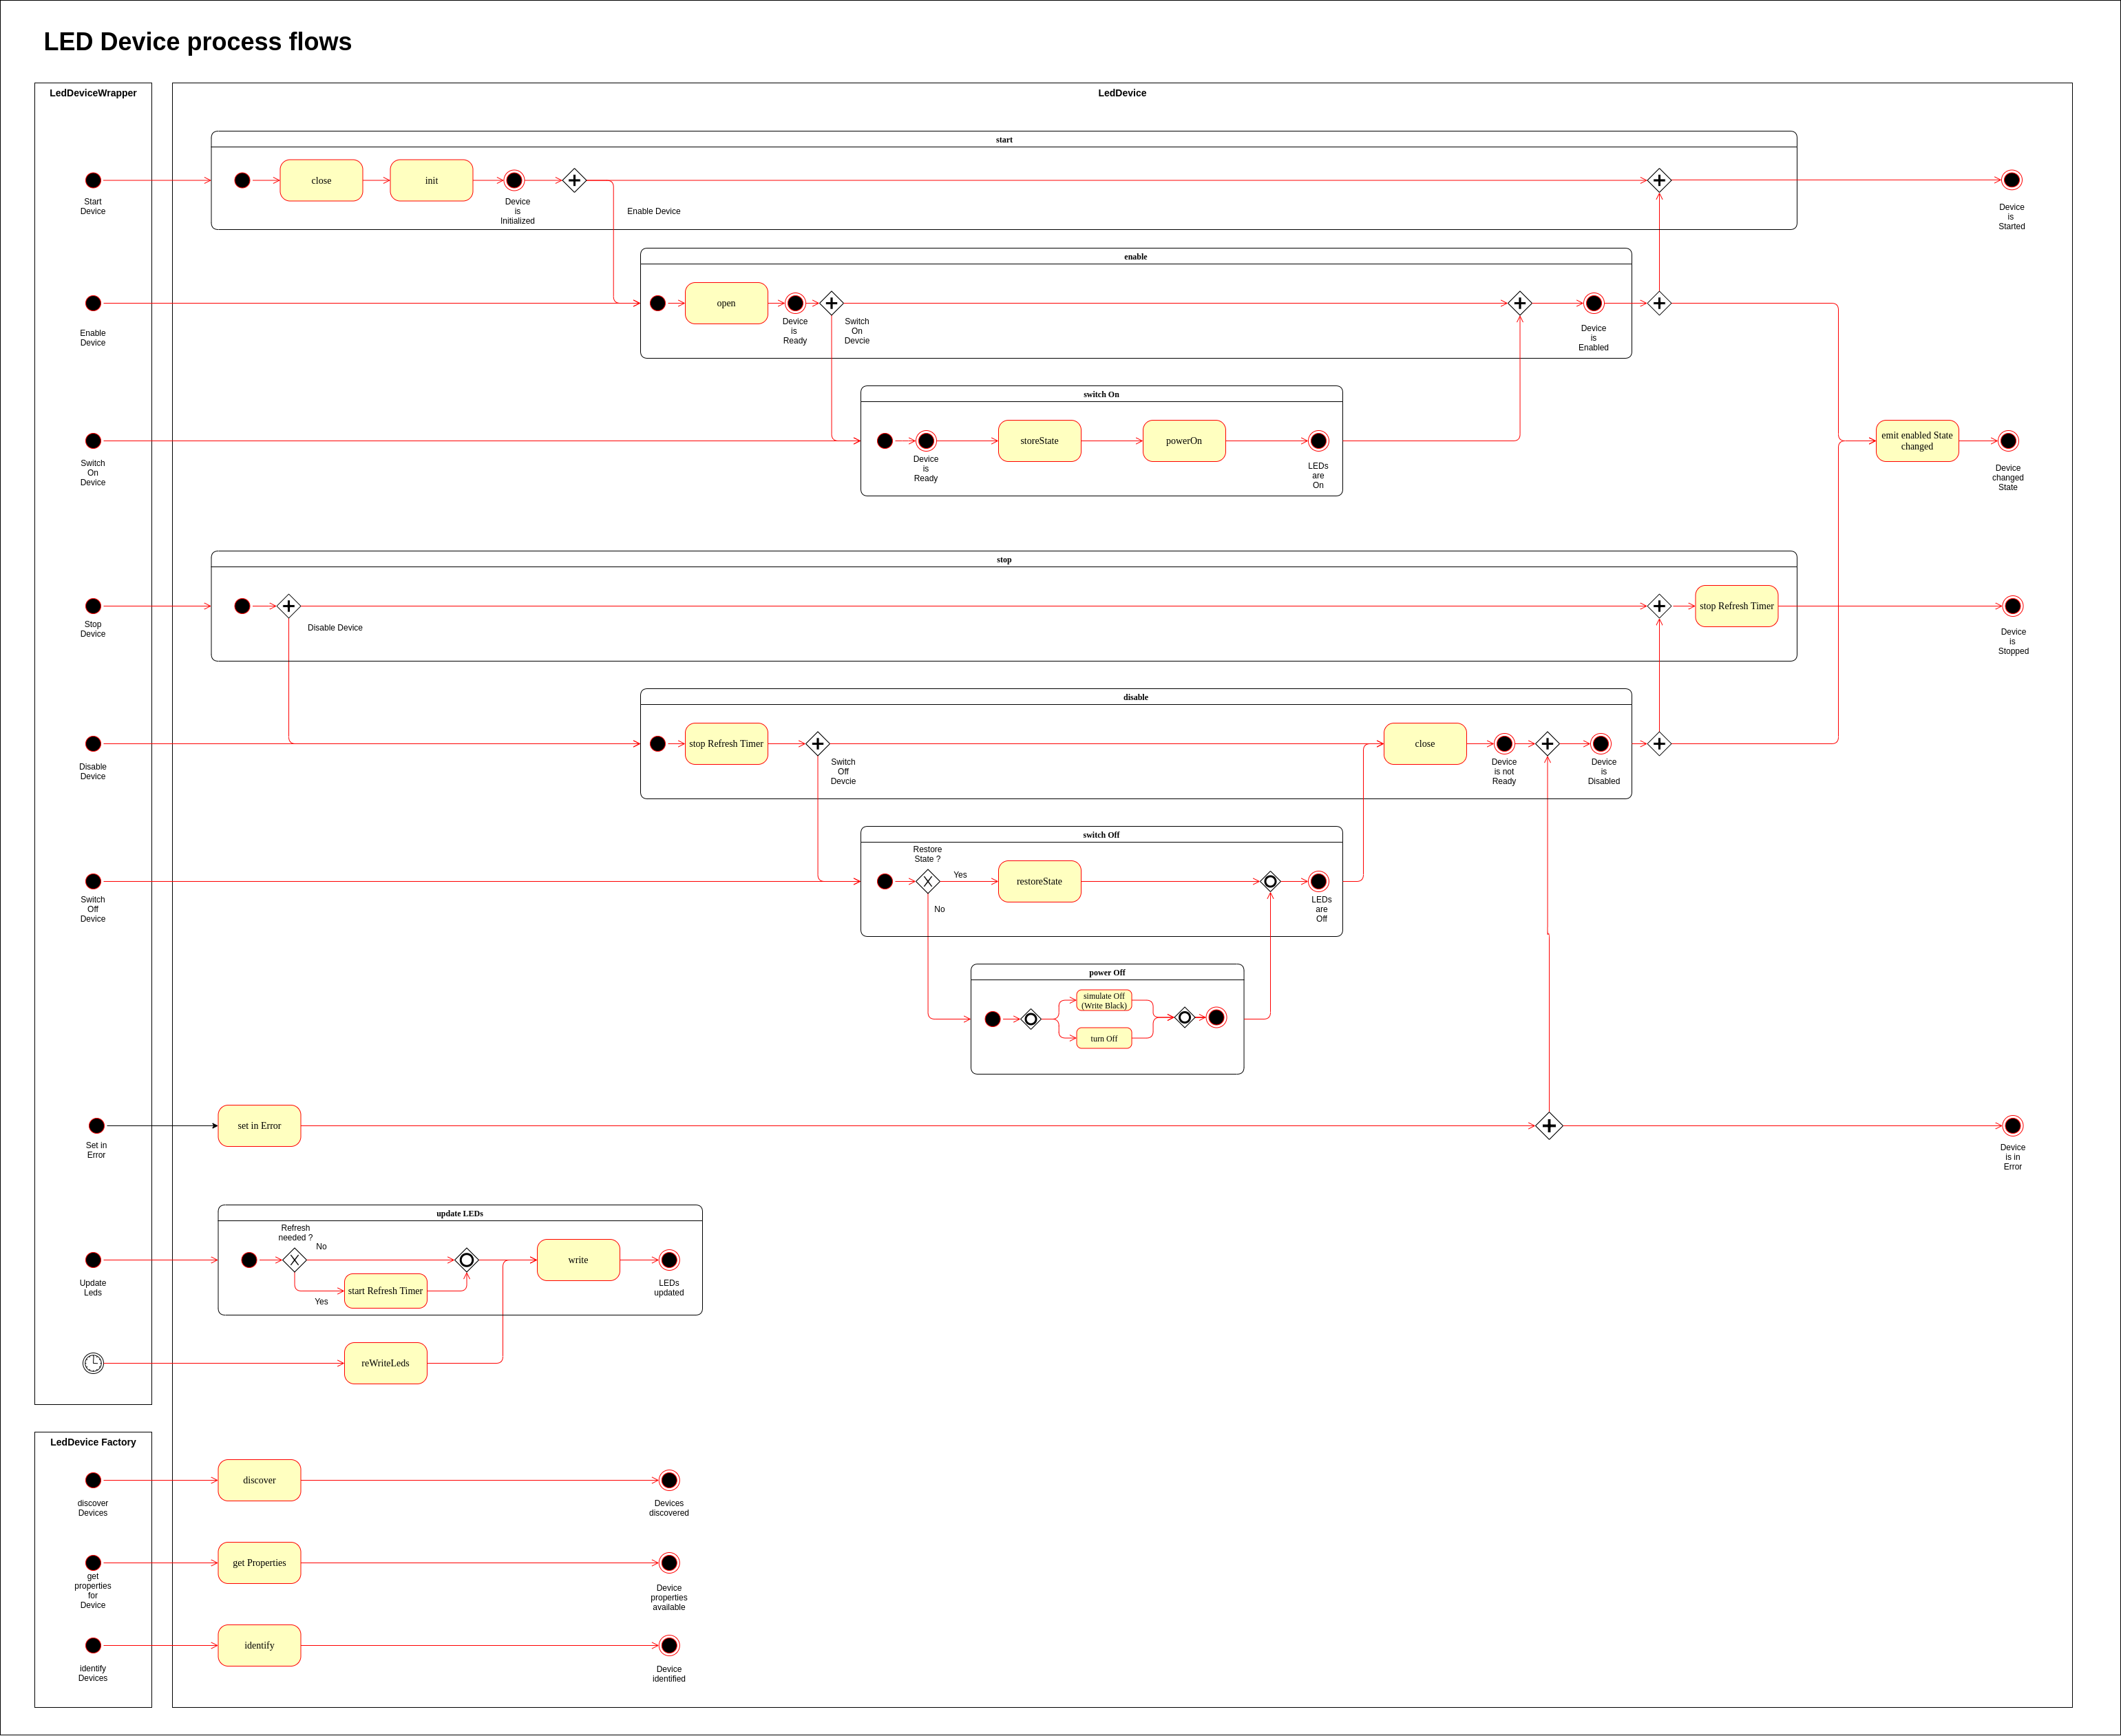 LED Device process flows
LedDeviceWrapper
LedDevice
start
close
init
Start
Device
Device
is
Initialized
Enable Device
Device
is
Started
enable
open
Enable
Device
Device
is
Ready
Switch
On
Devcie
Device
is
Enabled
switch On
storeState
powerOn
Switch
On
Device
Device
is
Ready
LEDs
are
On
emit enabled State
changed
Device
changed
State
stop
stop Refresh Timer
Stop
Device
Disable Device
Device
is
Stopped
disable
stop Refresh Timer
close
Disable
Device
Switch
Off
Devcie
Device
is not
Ready
Device
is
Disabled
switch Off
Restore
State ?
Yes
restoreState
No
Switch
Off
Device
LEDs
are
Off
power Off
simulate Off
(Write Black)
turn Off
set in Error
Set in
Error
Device
is in
Error
update LEDs
Refresh
needed ?
No
write
start Refresh Timer
Yes
Update
Leds
LEDs
updated
reWriteLeds
LedDevice Factory
discover
discover
Devices
Devices
discovered
get Properties
get
properties
for
Device
Device
properties
available
identify
identify
Devices
Device
identified